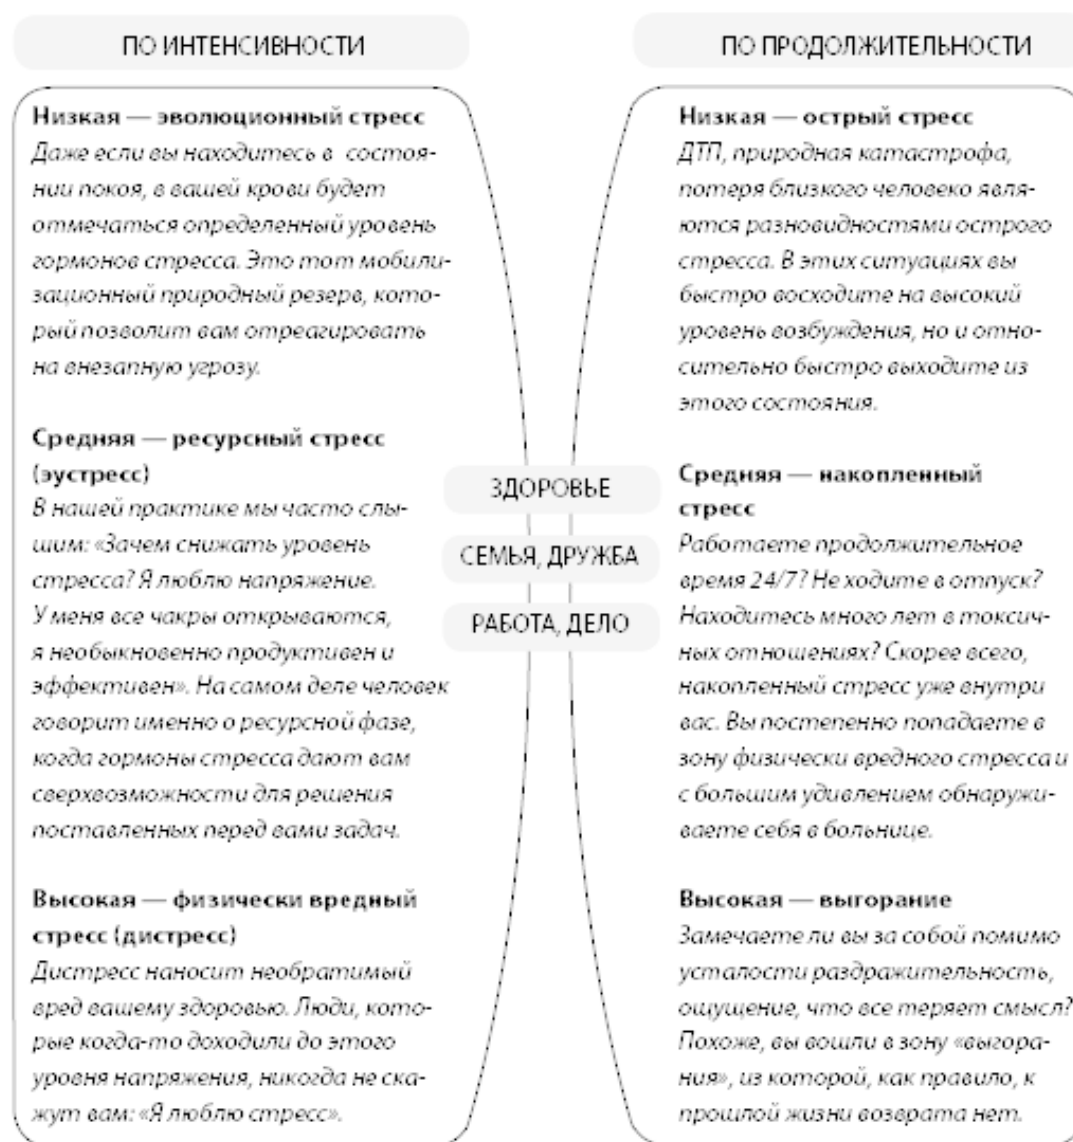 ПО ИНТЕНСИВНОСТИ
Низкая — эволюционный стресс
Даже если вы находитесь в состоя-
нии покоя, в вашей крови будет
отмечаться определенный уровень
гормонов стресса. Это тот мобили-
зационный природный резерв, кото-
рый позволит вам отреагировать
на внезапную угрозу.
Средняя — ресурсный стресс
(эустресс)
В нашей практике мы часто слы-
шим: «Зачем снижать уровень
стресса? Я люблю напряжение.
У меня все чакры открываются,
я необыкновенно продуктивен и
эффективен». На самом деле человек
говорит именно о ресурсной фазе,
когда гормоны стресса дают вам
сверхвозможности для решения
поставленных перед вами задач.
Высокая — физически вредный
стресс (дистресс)
Дистресс наносит необратимый
вред вашему здоровью. Люди, кото-
рые когда-то доходили до этого
уровня напряжения, никогда не ска-
жут вам: «Я люблю стресс».
ЗДОРОВЬЕ
СЕМЬЯ, ДРУЖБА
РАБОТА, ДЕЛО
ПО ПРОДОЛЖИТЕЛЬНОСТИ
Низкая — острый стресс
ДТП, природная катастрофа,
потеря близкого человеко явля-
ются разновидностями острого
стресса. В этих ситуациях вы
быстро восходите на высокий
уровень возбуждения, но и отно-
сительно быстро выходите из
этого состояния.
Средняя — накопленный
стресс
Работаете продолжительное
время 24/7? Не ходите в отпуск?
Находитесь много лет в токсич-
ных отношениях? Скорее всего,
накопленный стресс уже внутри
вас. Вы постепенно попадаете в
зону физически вредного стресса и
с большим удивлением обнаружи-
ваете себя в больнице.
Высокая — выгорание
Замечаете ли вы за собой помимо
усталости раздражительность,
ощущение, что все теряет смысл?
Похоже, вы вошли в зону «выгора-
ния», из которой, как правило, к
прошлой жизни возврата нет.